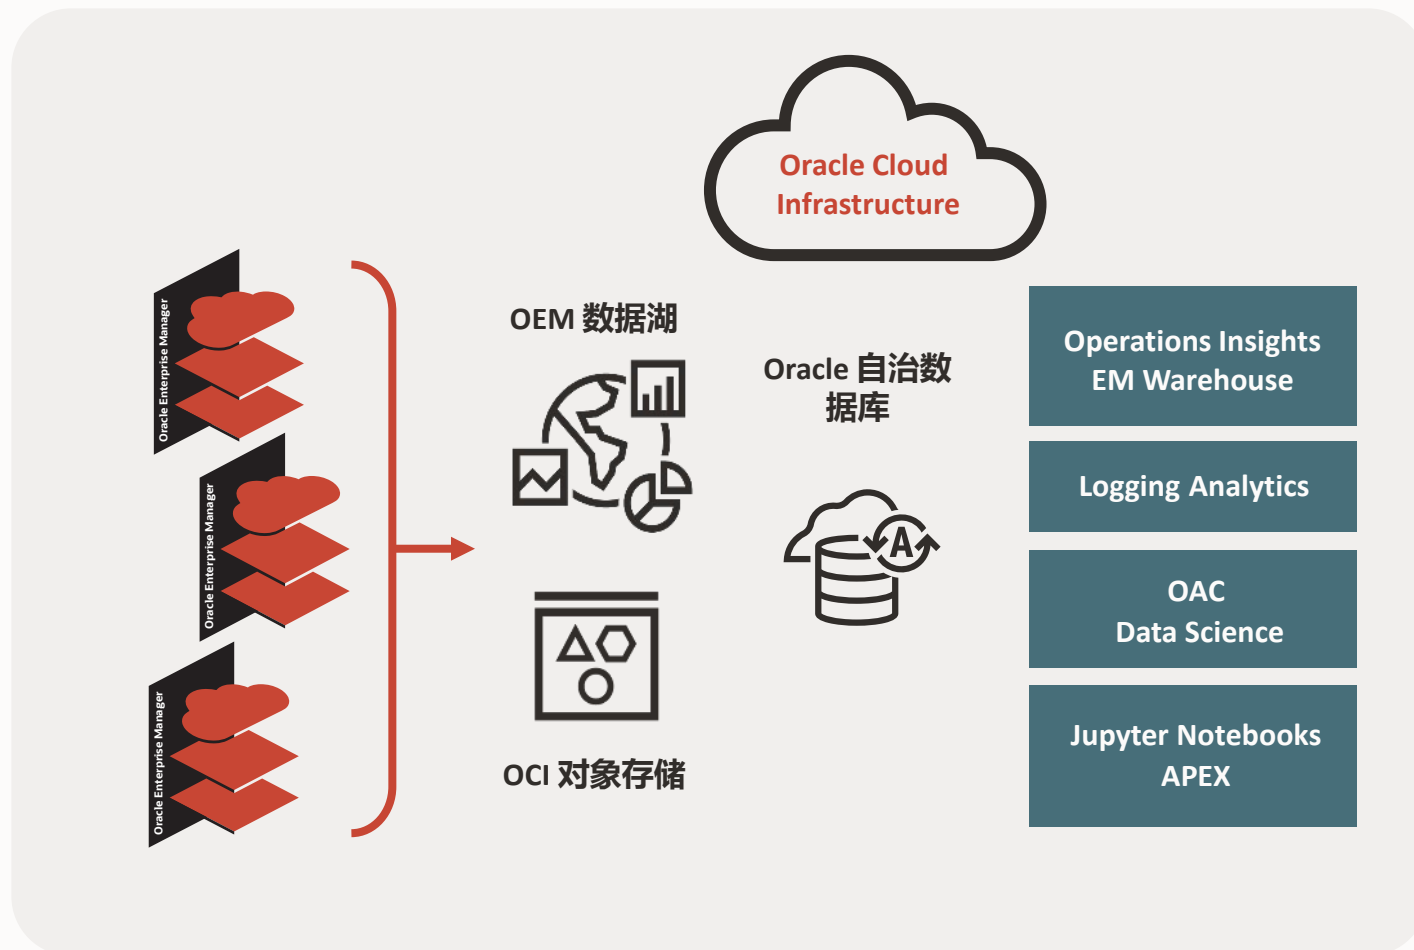 Oracle Cloud
Infrastructure
Oracle Enterprise Manager
Oracle Enterprise Manager
Oracle Enterprise Manager
OEM 数据湖
OCI 对象存储
Oracle 自治数
据库
A
Operations Insights
EM Warehouse
Logging Analytics
OAC
Data Science
Jupyter Notebooks
APEX